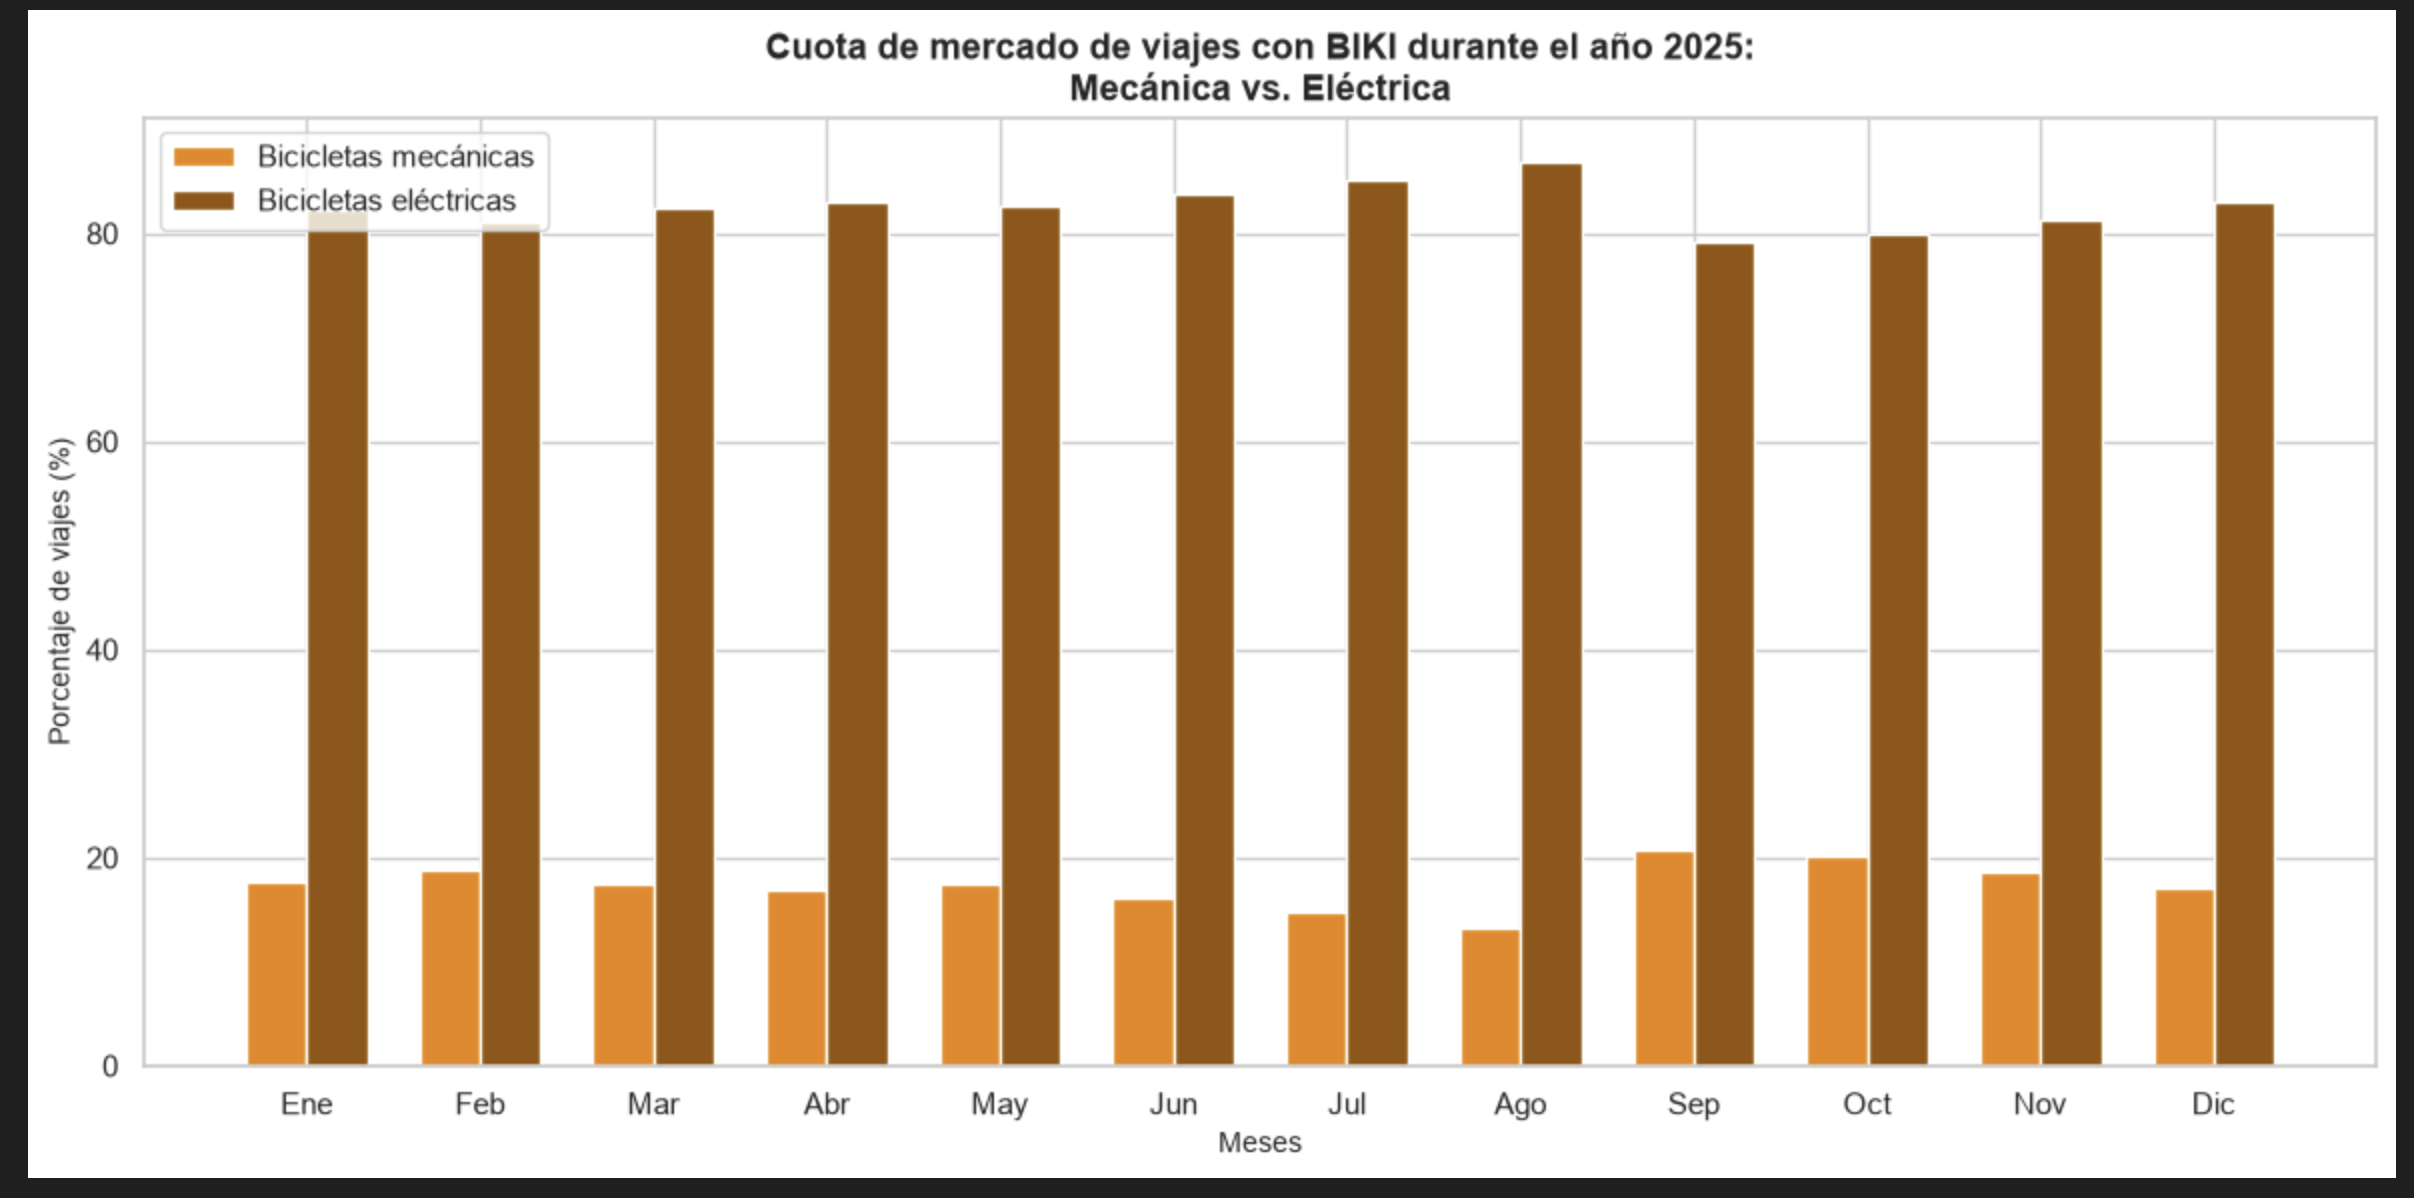 Cuota de mercado de viajes con BIKI durante el año 2025:
Mecánica vs. Eléctrica
Bicicletas mecánicas
Bicicletas eléctricas
Porcentaje de viajes (%)
80
60
40
20
0
Ene Feb Mar Abr May Jun Jul Ago Sep Oct Nov Dic
Meses